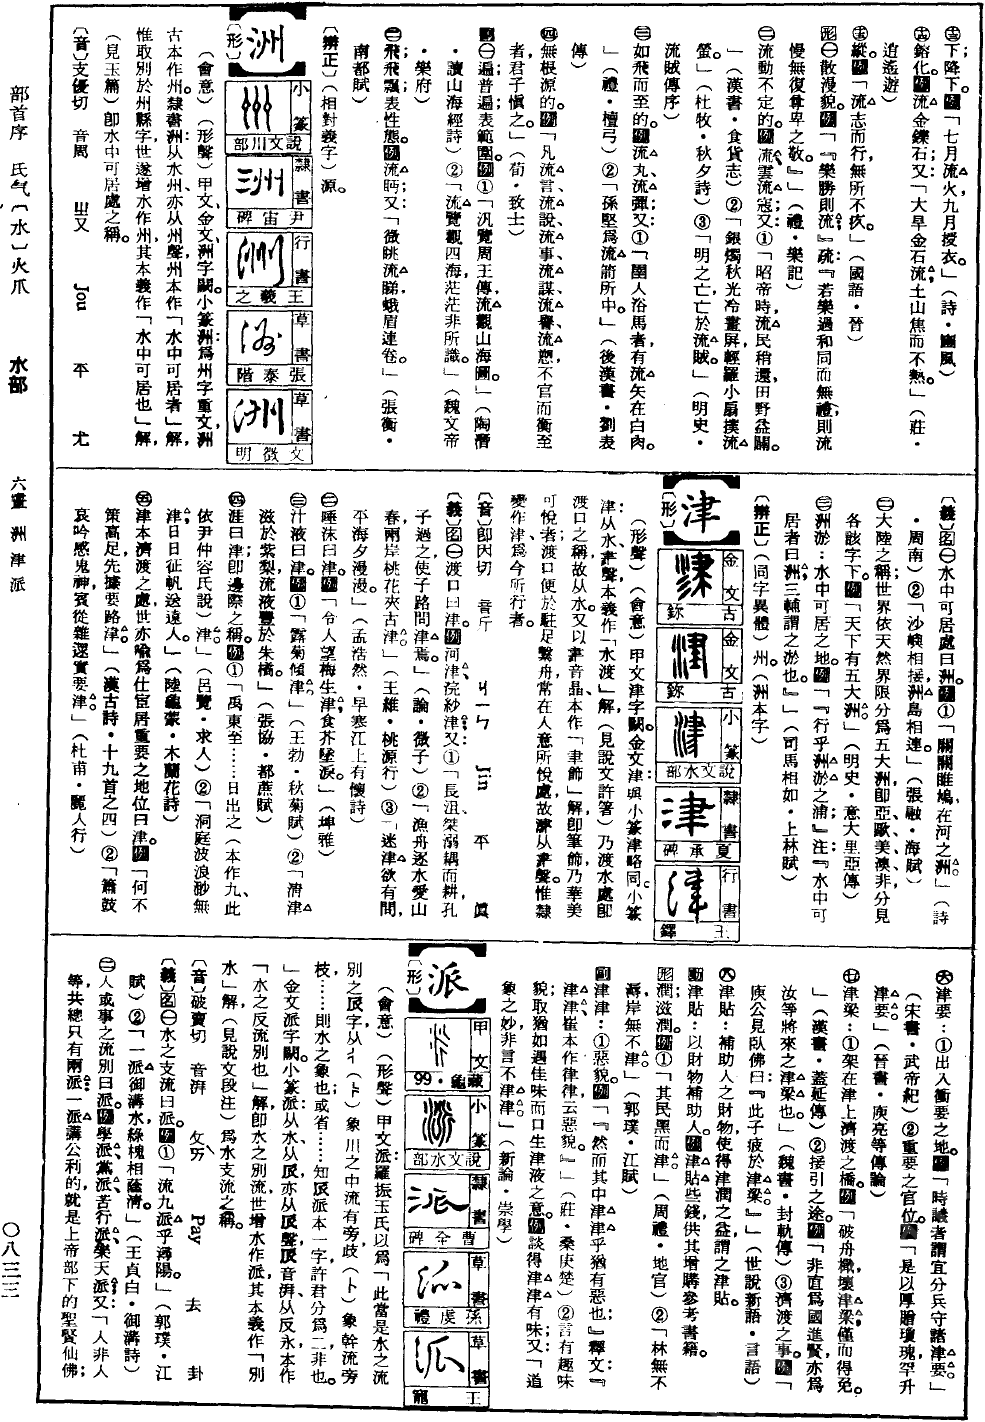 部首序 氏气〔水〕火爪 水部 六畫 洲津派 〇八三三
㊄下降下。例「七月流火九月授衣。」（詩・豳風）
㊅鎔化。例流金鑠石；又「大旱金石流，土山焦而不熱。」（莊・
逍遙遊）
縱。例「流志而行，無所不疚。」（國語・晉）
形㊀散漫貌。例「『樂勝則流』疏：『若樂過和同而無禮，則流
慢無復尊卑之敬。』」（禮・樂記）
㊁流動不定的。例流雲流寇；又①「昭帝時，流民稍還，田野益闢。
」（漢書・食貨志）②「銀燭秋光冷畫屏，輕羅小扇撲流
螢。」（杜牧・秋夕詩）③「明之亡，亡於流賊。」（明史・
流賊傳序）
㊂如飛而至的。例流丸流彈；又①「圉人浴馬，者有流矢在白肉。
」（禮・檀弓）②「孫堅爲流箭所中。」（後漢書・劉表
傳）
㊃無根源的。例「凡流言、流說、流事、流謀、流譽、流愬，不官而衡至
者，君子慎之。」（荀・致士）
副㊀遍；普遍；表範圍。例①「汎覽周王傳，流觀山海圖。」（陶潛
・讀山海經詩）②「流覽觀四海，茫茫非所識。」（魏文帝
・樂府）
㊁飛；飛飄；表性態。例流眄；又「微眺流睇，蛾眉連卷。」（張衡・
南都賦）
〔辨正〕（相對義字）源。
洲
〔形〕
小篆 說文川部
隸書 尹宙碑
行書 王羲之
草書 張泰階
草書 文徵明
（會意）（形聲）甲文、金文洲字闕。小篆洲：爲州字重文，洲
古本作州，隸書洲：从水州，亦从州聲，州本作「水中可居者」解，
惟取別於州縣字，世遂增水作洲，其本義作「水中可居也」解，
（見玉篇）即水中可居處之稱。
〔音〕支優切 音周 ㄓㄡ Jou 平 尤
〔義〕名㊀水中可居處曰洲。例①「關關雎鳩，在河之洲。」（詩
・周南）②「沙嶼相接，洲島相連。」（張融・海賦）
㊁大陸之稱；世界依天然界限分爲五大洲，即亞、歐、美、澳、非，分見
各該字下。例「天下有五大洲。」（明史・意大里亞傳）
㊂洲淤：水中可居之地。例「『行乎洲淤之浦』注：『水中可
居者曰洲，三輔謂之淤也。』」（司馬相如・上林賦）
〔辨正〕（同字異體）州。（洲本字）
津
〔形〕
金文 古鉨
金文 古鉨
小篆 說文水部
隸書 夏承碑
行書 王鐸
（形聲）（會意）甲文津字闕。金文津：與小篆津略同。小篆
津：从水，聿聲，本義作「水渡」解（見說文許著）乃渡水處即
渡口之稱，故从水。又以聿音晶，本作「聿飾」解，即筆飾，乃華美
可悅者，渡口便於駐足繫舟，常在人意所悅處，故津从聿聲。惟隸
變作津，爲今所行者。
〔音〕即因切 音斤 ㄐㄧㄣ Jin 平 眞
〔義〕名㊀渡口曰津。例河津、浣紗津；又①「長沮桀溺耦而耕，孔
子過之，使子路問津焉。」（論・微子）②「漁舟逐水愛山
春，兩岸桃花夾古津。」（王維・桃源行）③「迷津欲有問，
平海夕漫漫。」（孟浩然・早寒江上有懷詩）
㊁唾沫曰津。例「令人望梅生津，食芥墜淚。」（埤雅）
㊂汁液曰津。例①「露菊傾津。」（王勃・秋菊賦）②「淸津
滋於紫梨，流液豐於朱橘。」（張協・都蔗賦）
㊃涯曰津；即邊際之稱。例①「禹東至……日出之（本作九，此
依尹仲容氏說）津。」（呂覽・求人）②「洞庭波浪渺無
津，日日征帆送遠人。」（陸龜蒙・木蘭花詩）
㊄津本濟渡之處，世亦喻爲仕宦居重要之地位曰津。例①「何不
策高足，先據要路津。」（漢古詩・十九首之四）②「簫鼓
哀吟感鬼神，賓從雜遝實要津。」（杜甫・麗人行）
㊅津要：①出入衝要之地。例「時議者謂宜分兵守諸津要。」
（宋書・武帝紀）②重要之官位。例「是以厚贈瓊瑰，罕升
津要。」（晉書・庾亮等傳論）
㊆津梁：①架在津上濟渡之橋。例「破舟檝壞津梁，僅而得免。
」（漢書・蓋延傳）②接引之途。例「非直爲國進賢，亦爲
汝等將來之津梁也。」（魏書・封軌傳）③濟渡之事。例「
庾公見臥佛曰：『此子疲於津梁。』」（世說新語・言語）
㊇津貼：補助人之財物，使得津潤之益謂之津貼。
動津貼：以財物補助人。例津貼些錢供其增購參考書籍。
形潤；滋潤。例①「其民黑而津。」（周禮・地官）②「林無不
漘，岸無不津。」（郭璞・江賦）
副津津：①惡貌。例「『然而其中津津乎猶有惡也。』釋文：『
津津，崔本作律律，云惡貌。』」（莊・桑庚楚）②言有趣味
貌；取猶如遇佳味而口生津液之意。例談得津津有味；又「道
象之妙，非言不津津。」（新論・崇學）
派
〔形〕
甲文 藏龜・99
小篆 說文水部
隸書 曹全碑
草書 孫虔禮
草書 王寵
（會意）（形聲）甲文派：羅振玉氏以爲「此當是水之流
別之𠂢字，从彳（卜）象川之中流有旁歧，（卜）象幹流旁
枝……則水之象也，或省……知𠂢派本一字，許君分爲二，非也。
」金文派字闕。小篆派：从水，从𠂢，亦从𠂢聲，𠂢音湃，从反永，本作
「水之反流別也」解，即水之別流，世增水作派，其本義作「別
水」解，（見說文段注）爲水支流之稱。
〔音〕破賣切 音湃 ㄆㄞˋ Pay 去 卦
〔義〕名㊀水之支流曰派。例①「流九派乎潯陽。」（郭璞・江
賦）②「一派御溝水，綠槐相蔭淸。」（王貞白・御溝詩）
㊁人或事之流別曰派。例學派、黨派、苦行派、樂天派；又「人非人
等，共總只有兩派，一派講公利的，就是上帝部下的聖賢仙佛；